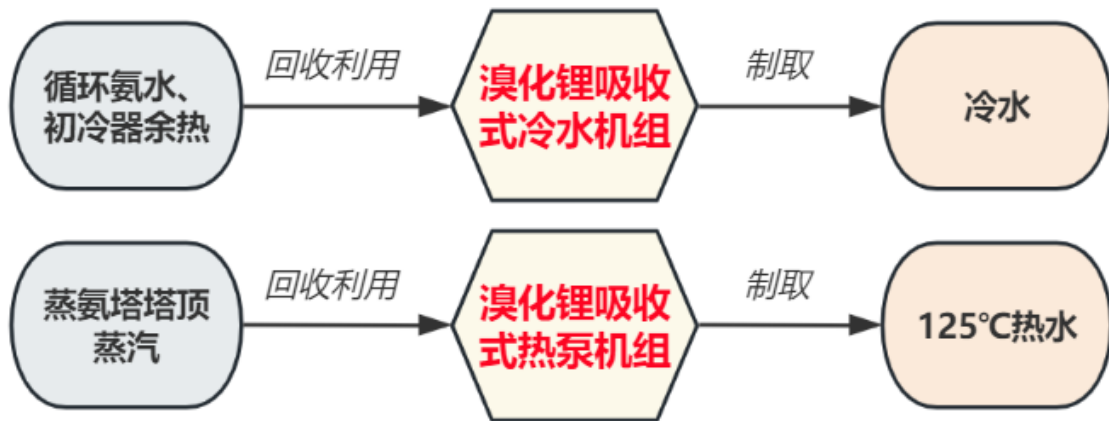 循环氨水、
初冷器余热
回收利用
溴化锂吸收
式冷水机组
制取
冷水
蒸氨塔塔顶
蒸汽
回收利用
溴化锂吸收
式热泵机组
制取
125℃热水